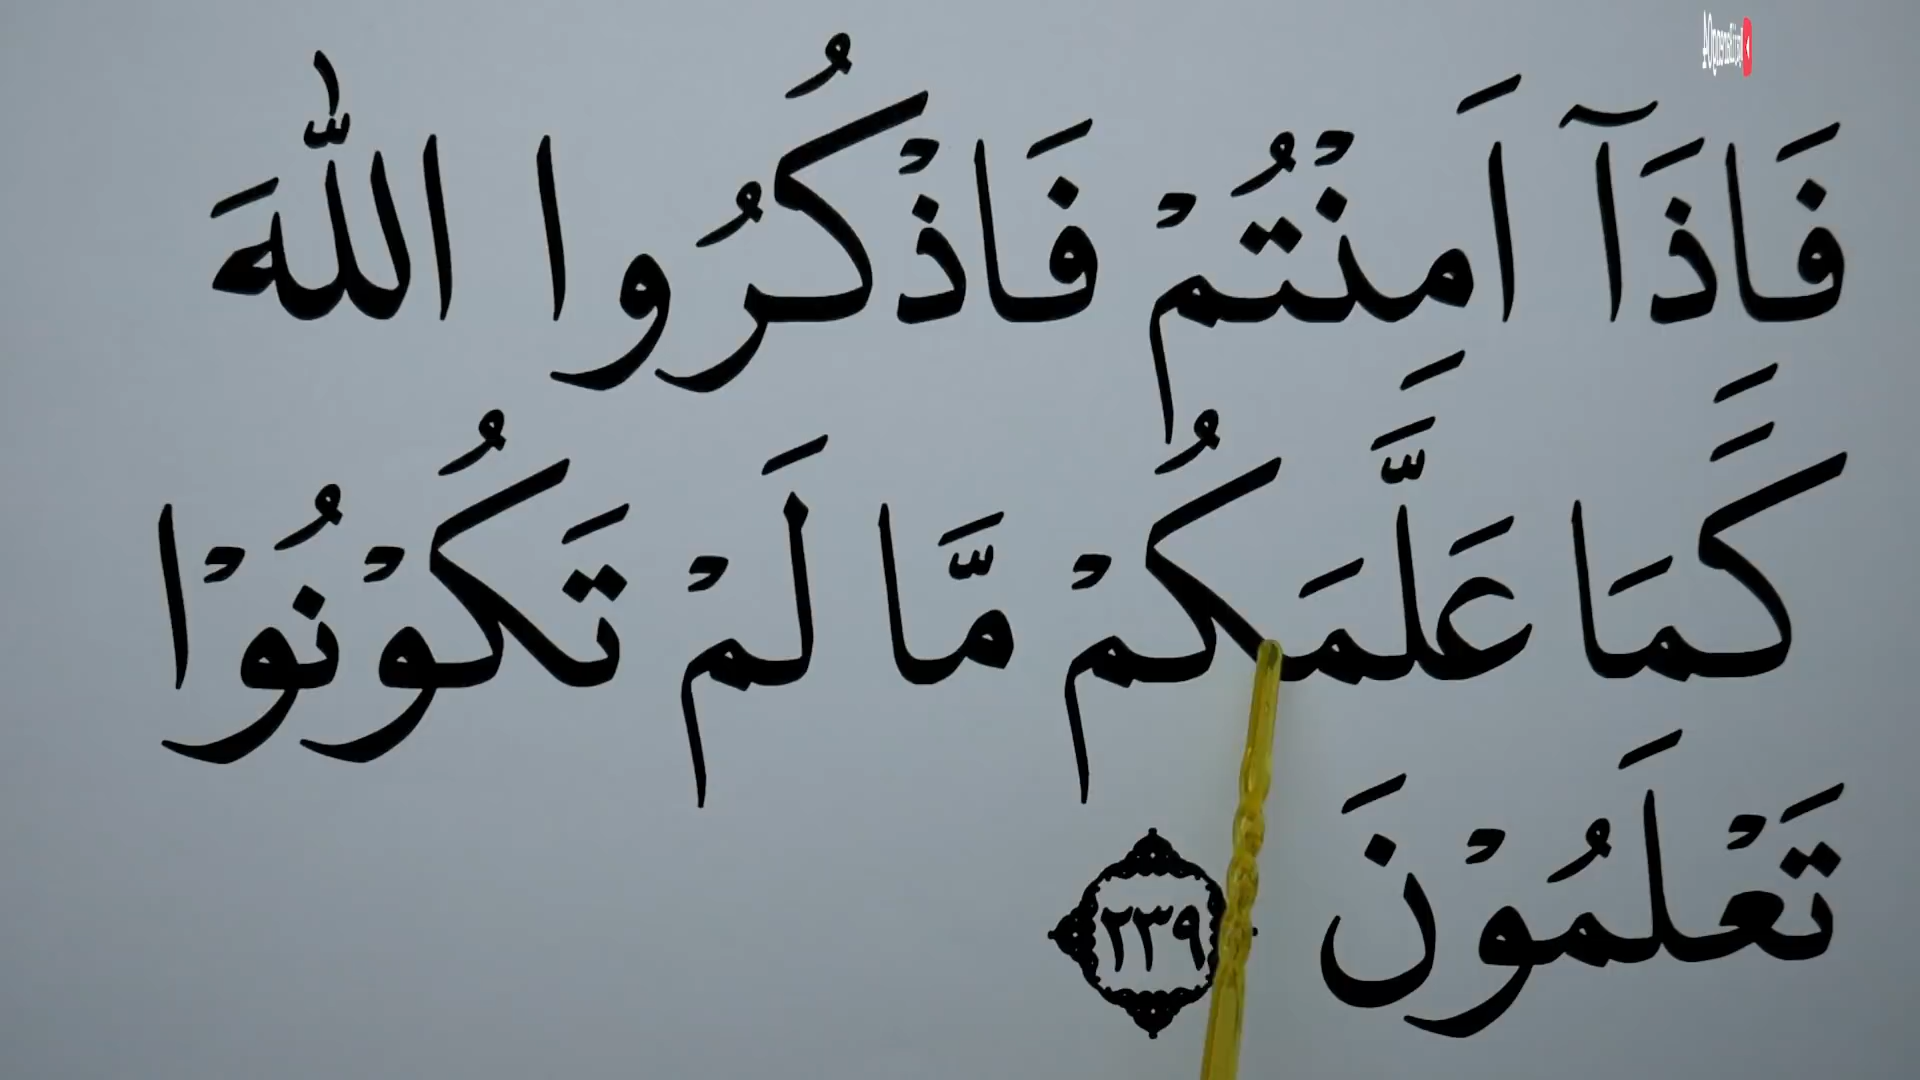 فَاِذَآ اَمِنْتُمْ فَاذْكُرُوا اللّٰهَ
كَمَا عَلَّمَكُمْ مَّا لَمْ تَكُوْنُوْا
تَعْلَمُوْنَ ٢٣٩